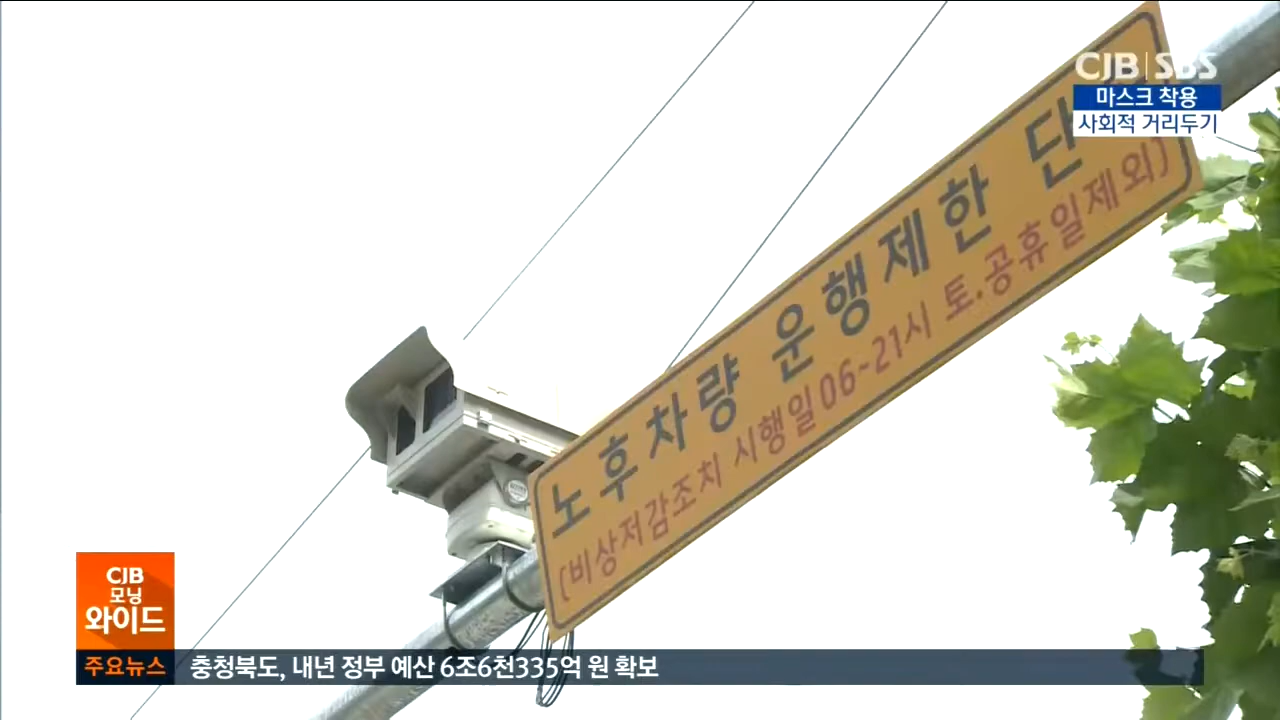 CJB SBS
마스크 착용
사회적 거리두기
노후차량 운행제한 단
[비상저감조치 시행일06-21시 토.공휴일제외]
CJB
모닝
와이드
주요뉴스
충청북도, 내년 정부 예산 6조6천335억 원 확보